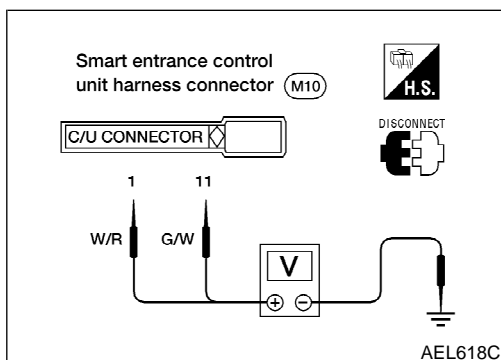 Smart entrance control
unit harness connector M10
H.S.
DISCONNECT
C/U CONNECTOR
1 11
W/R G/W
V
+ −
AEL618C